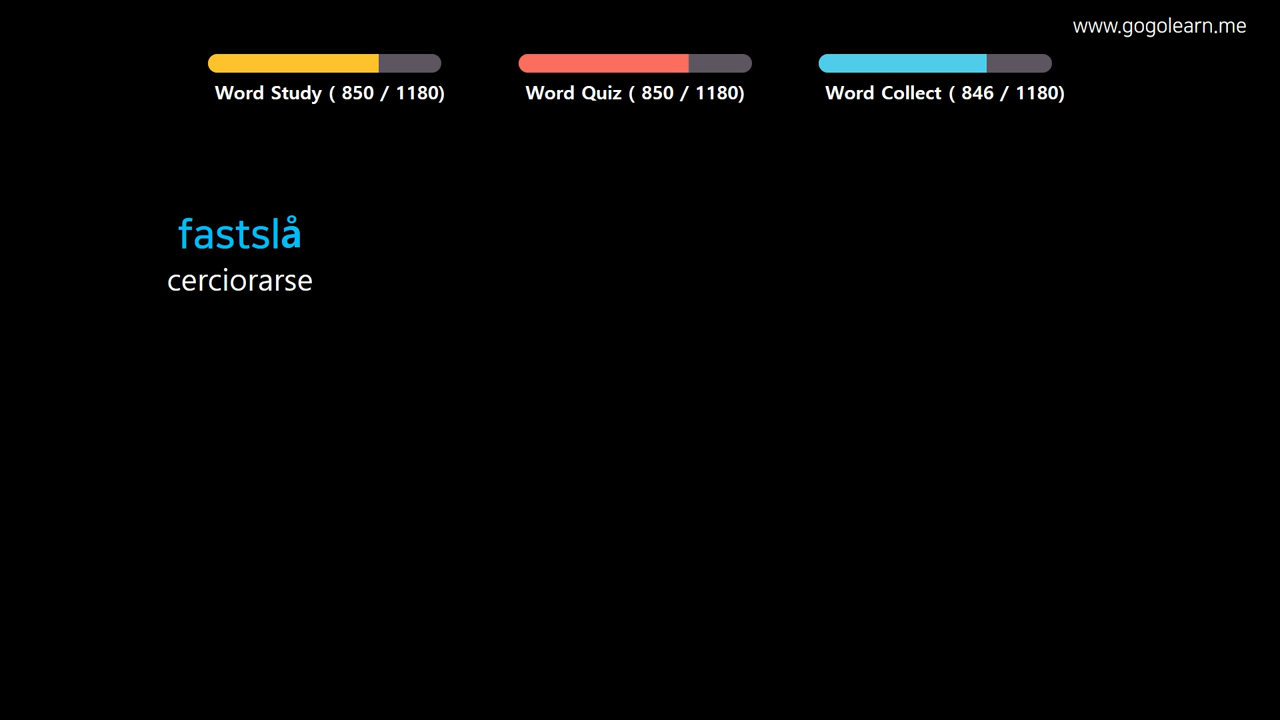 www.gogolearn.me
Word Study ( 850 / 1180)
Word Quiz ( 850 / 1180)
Word Collect ( 846 / 1180)
fastslå
cerciorarse